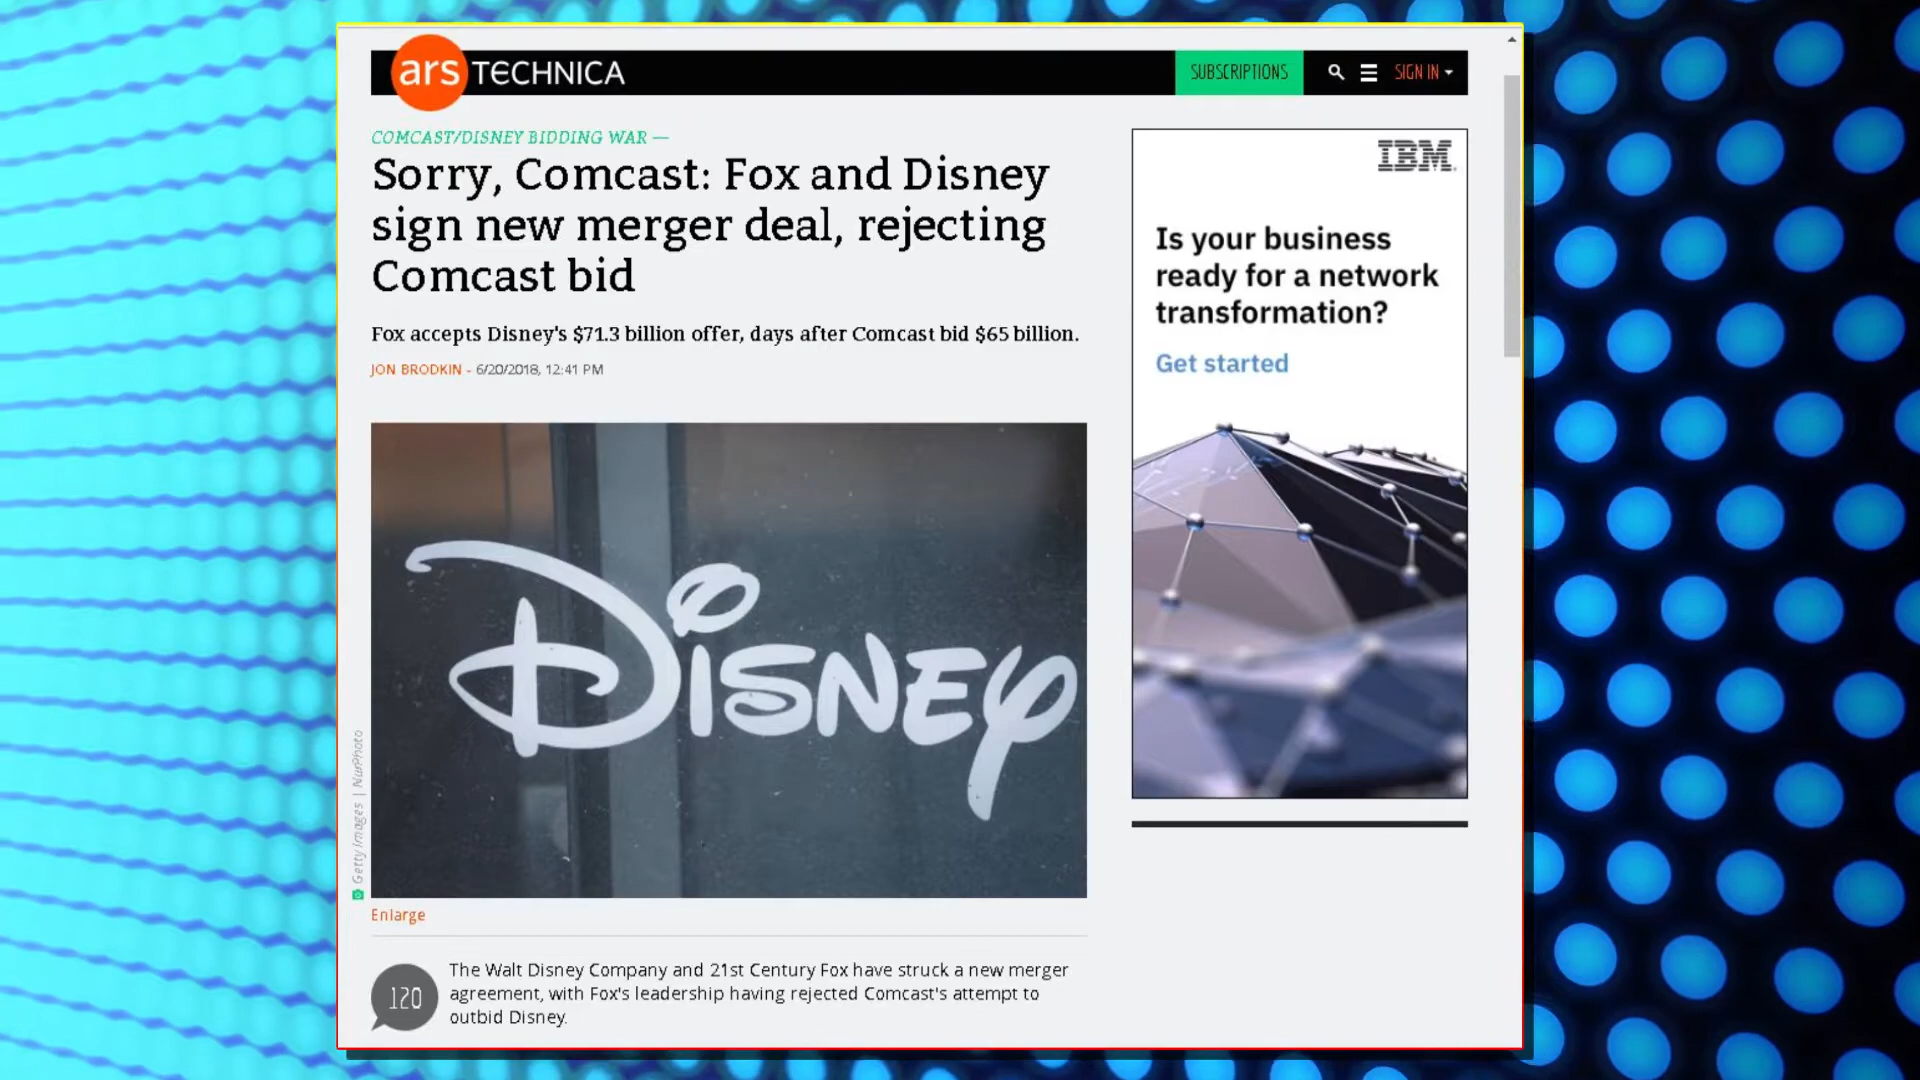 ars TECHNICA
SUBSCRIPTIONS
SIGN IN
COMCAST/DISNEY BIDDING WAR —
Sorry, Comcast: Fox and Disney
sign new merger deal, rejecting
Comcast bid
Fox accepts Disney's $71.3 billion offer, days after Comcast bid $65 billion.
JON BRODKIN - 6/20/2018, 12:41 PM
DISNEY
Getty Images | NurPhoto
Enlarge
120
The Walt Disney Company and 21st Century Fox have struck a new merger
agreement, with Fox's leadership having rejected Comcast's attempt to
outbid Disney.
IBM
Is your business
ready for a network
transformation?
Get started